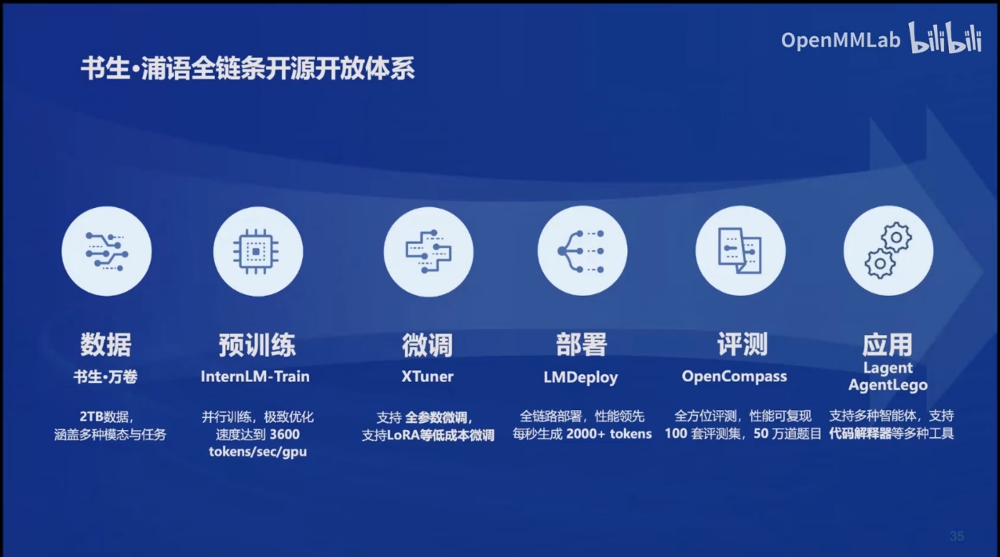 OpenMMLab bilibili
书生·浦语全链条开源开放体系
数据
书生·万卷
2TB数据，
涵盖多种模态与任务
预训练
InternLM-Train
并行训练，极致优化
速度达到 3600
tokens/sec/gpu
微调
XTuner
支持 全参数微调，
支持LoRA等低成本微调
部署
LMDeploy
全链路部署，性能领先
每秒生成 2000+ tokens
评测
OpenCompass
全方位评测，性能可复现
100 套评测集，50 万道题目
应用
Lagent
AgentLego
支持多种智能体，支持
代码解释器等多种工具
35